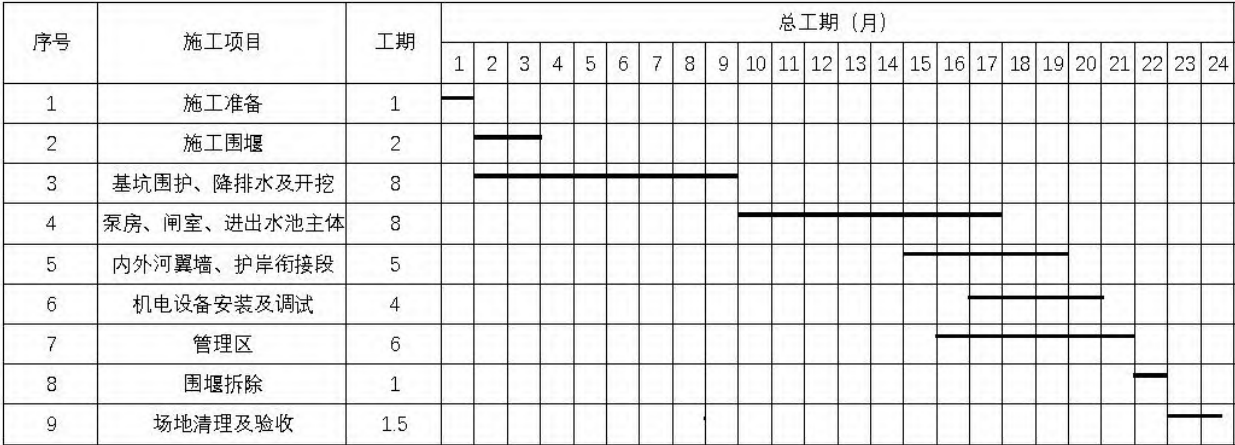 序号 施工项目 工期 总工期（月）
1 2 3 4 5 6 7 8 9 10 11 12 13 14 15 16 17 18 19 20 21 22 23 24
1 施工准备 1
2 施工围堰 2
3 基坑围护、降排水及开挖 8
4 泵房、闸室、进出水池主体 8
5 内外河翼墙、护岸衔接段 5
6 机电设备安装及调试 4
7 管理区 6
8 围堰拆除 1
9 场地清理及验收 1.5